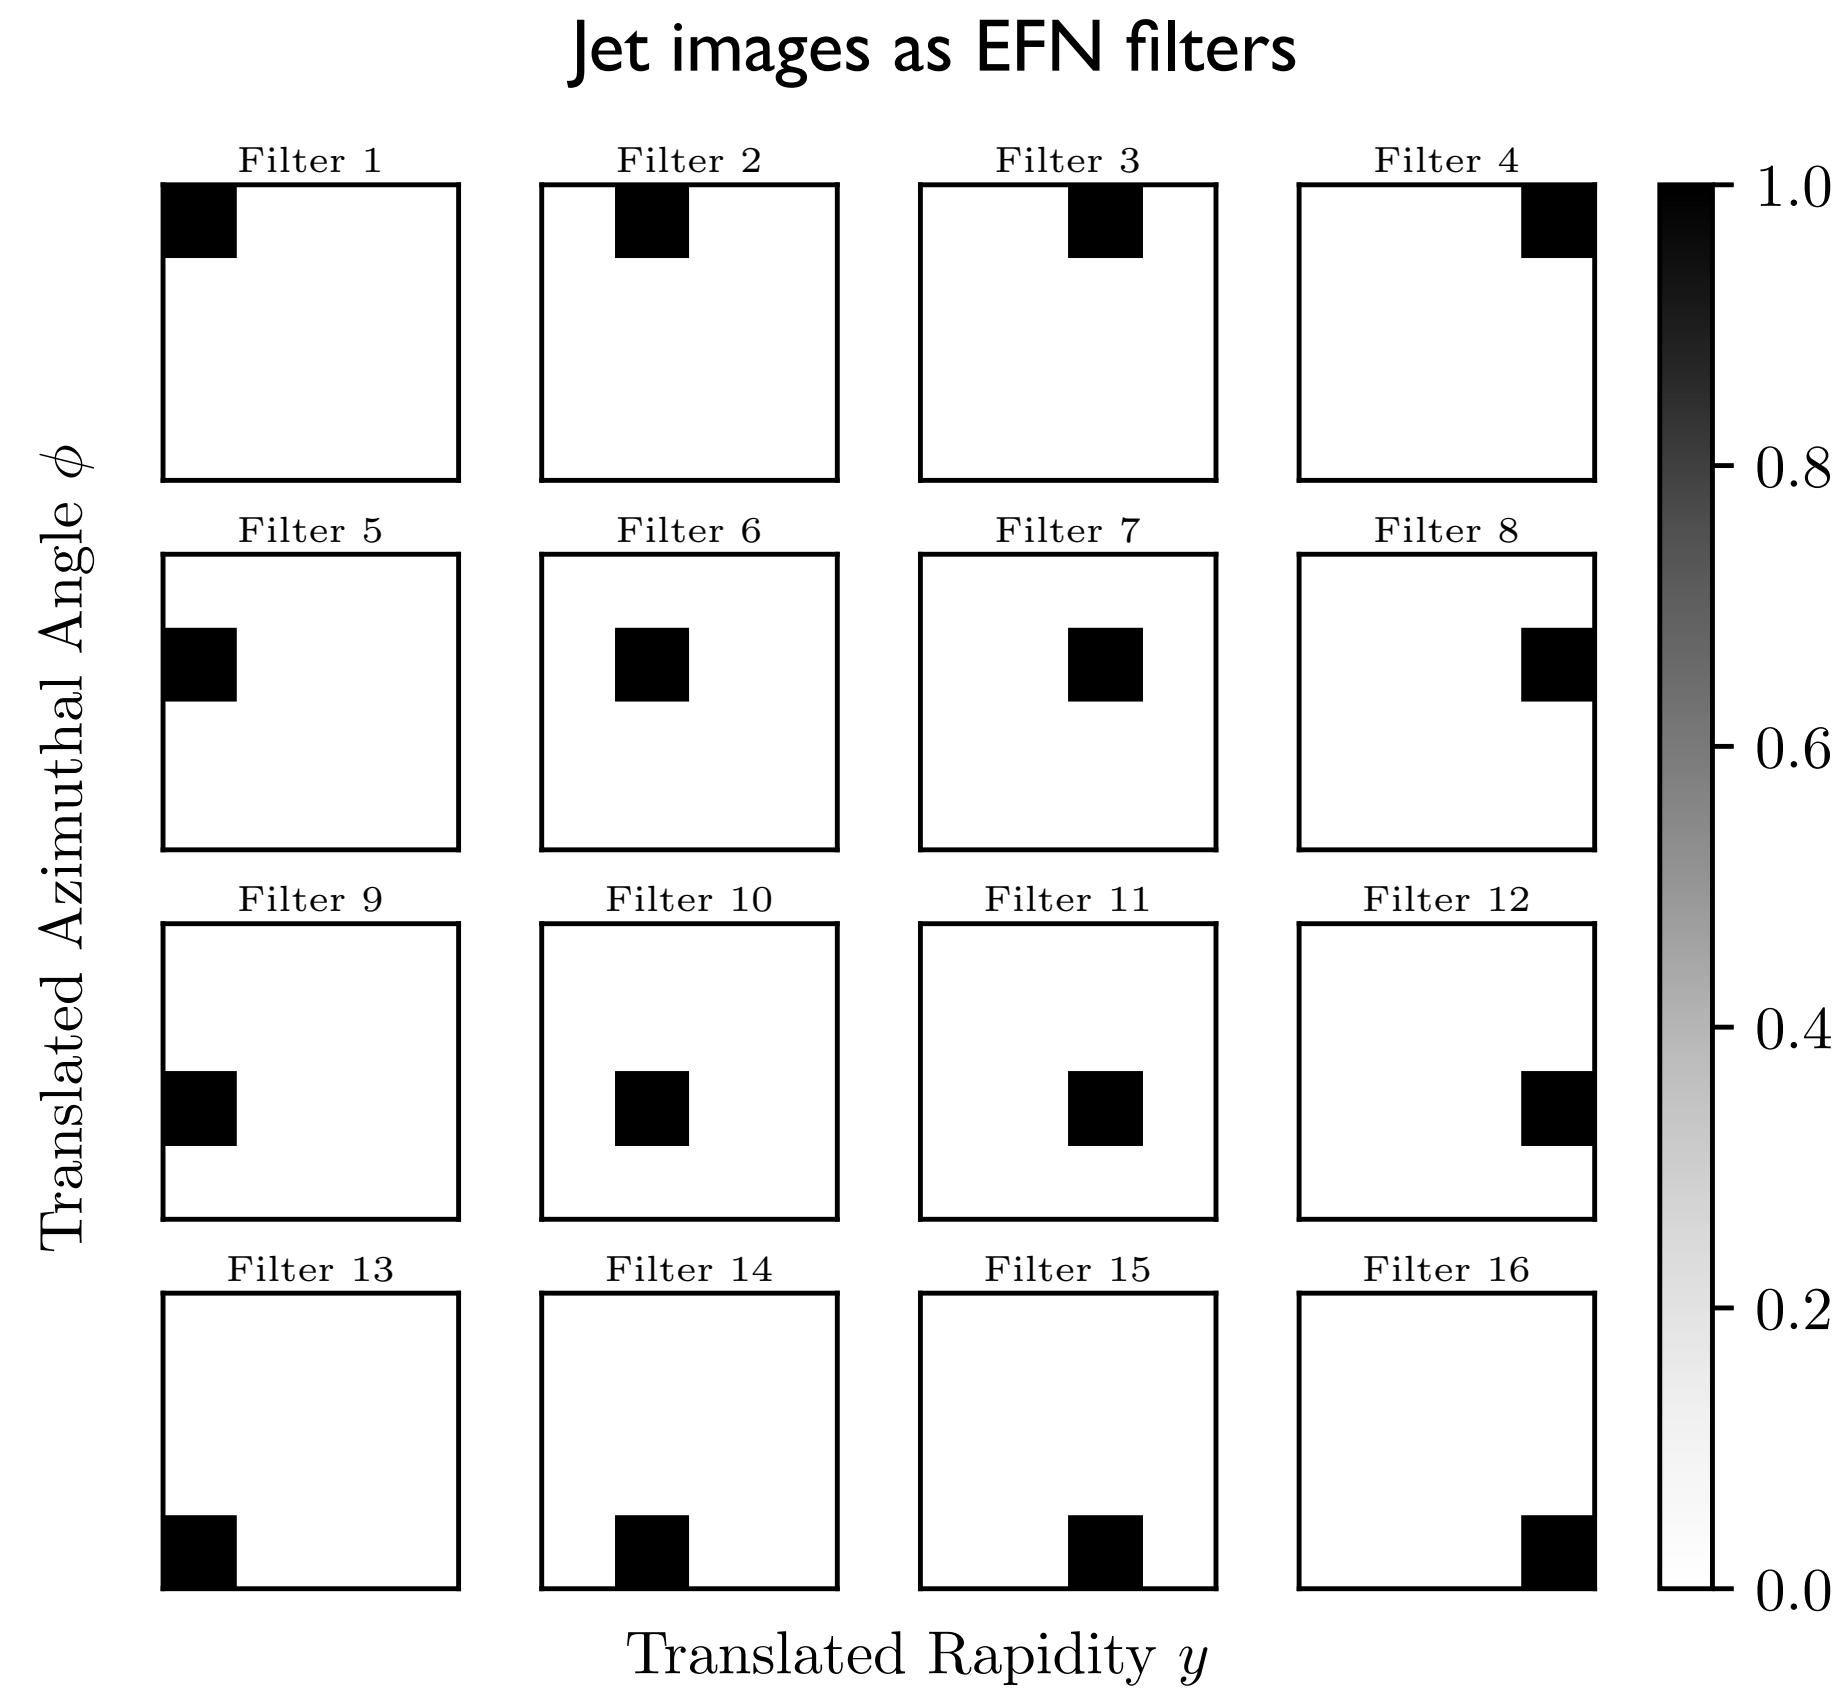 Jet images as EFN filters
Filter 1
Filter 2
Filter 3
Filter 4
1.0
0.8
0.6
0.4
0.2
0.0
Translated Azimuthal Angle ϕ
Filter 5
Filter 6
Filter 7
Filter 8
Filter 9
Filter 10
Filter 11
Filter 12
Filter 13
Filter 14
Filter 15
Filter 16
Translated Rapidity y